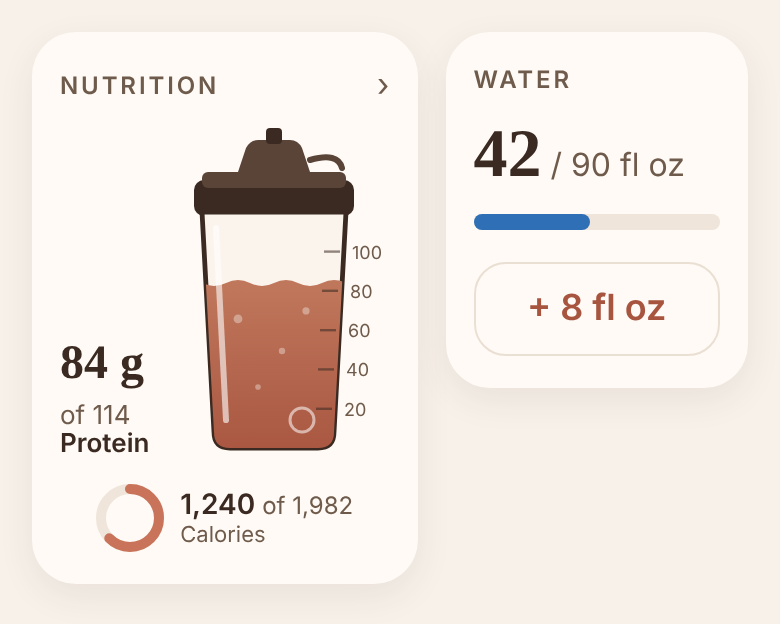 NUTRITION ›
100
80
60
40
20
84 g
of 114
Protein
1,240 of 1,982
Calories
WATER
42 / 90 fl oz
+ 8 fl oz